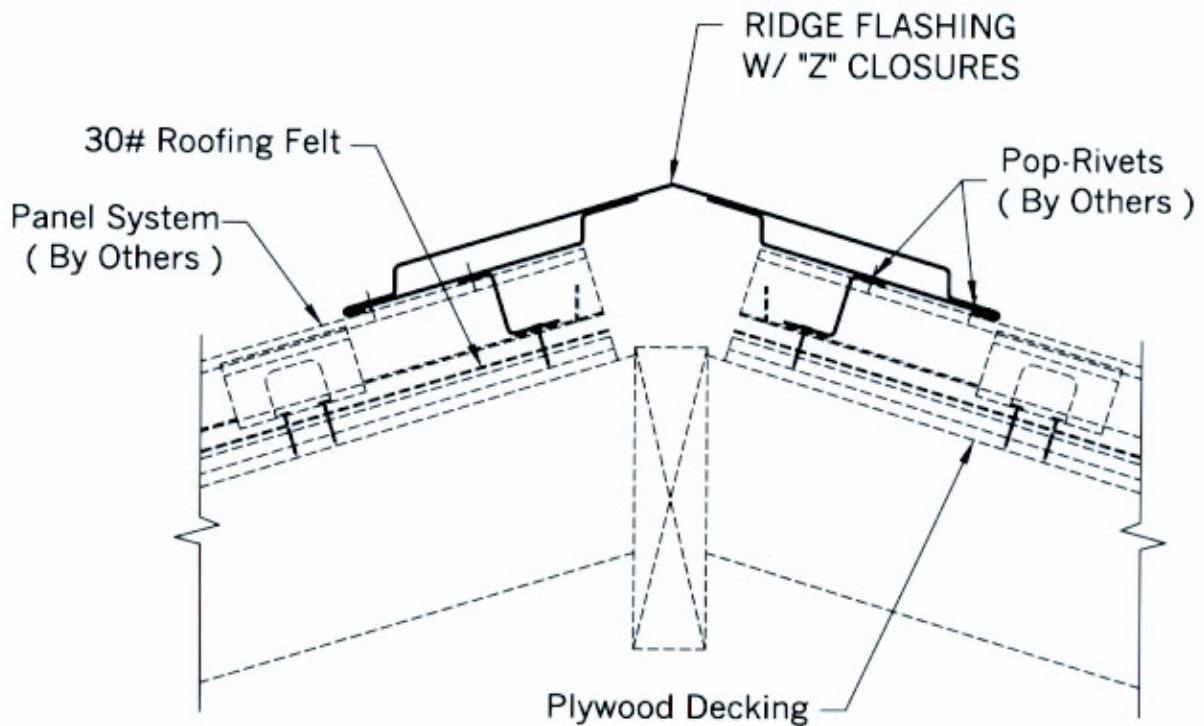 RIDGE FLASHING
W/ "Z" CLOSURES
30# Roofing Felt
Pop-Rivets
( By Others )
Panel System
( By Others )
Plywood Decking